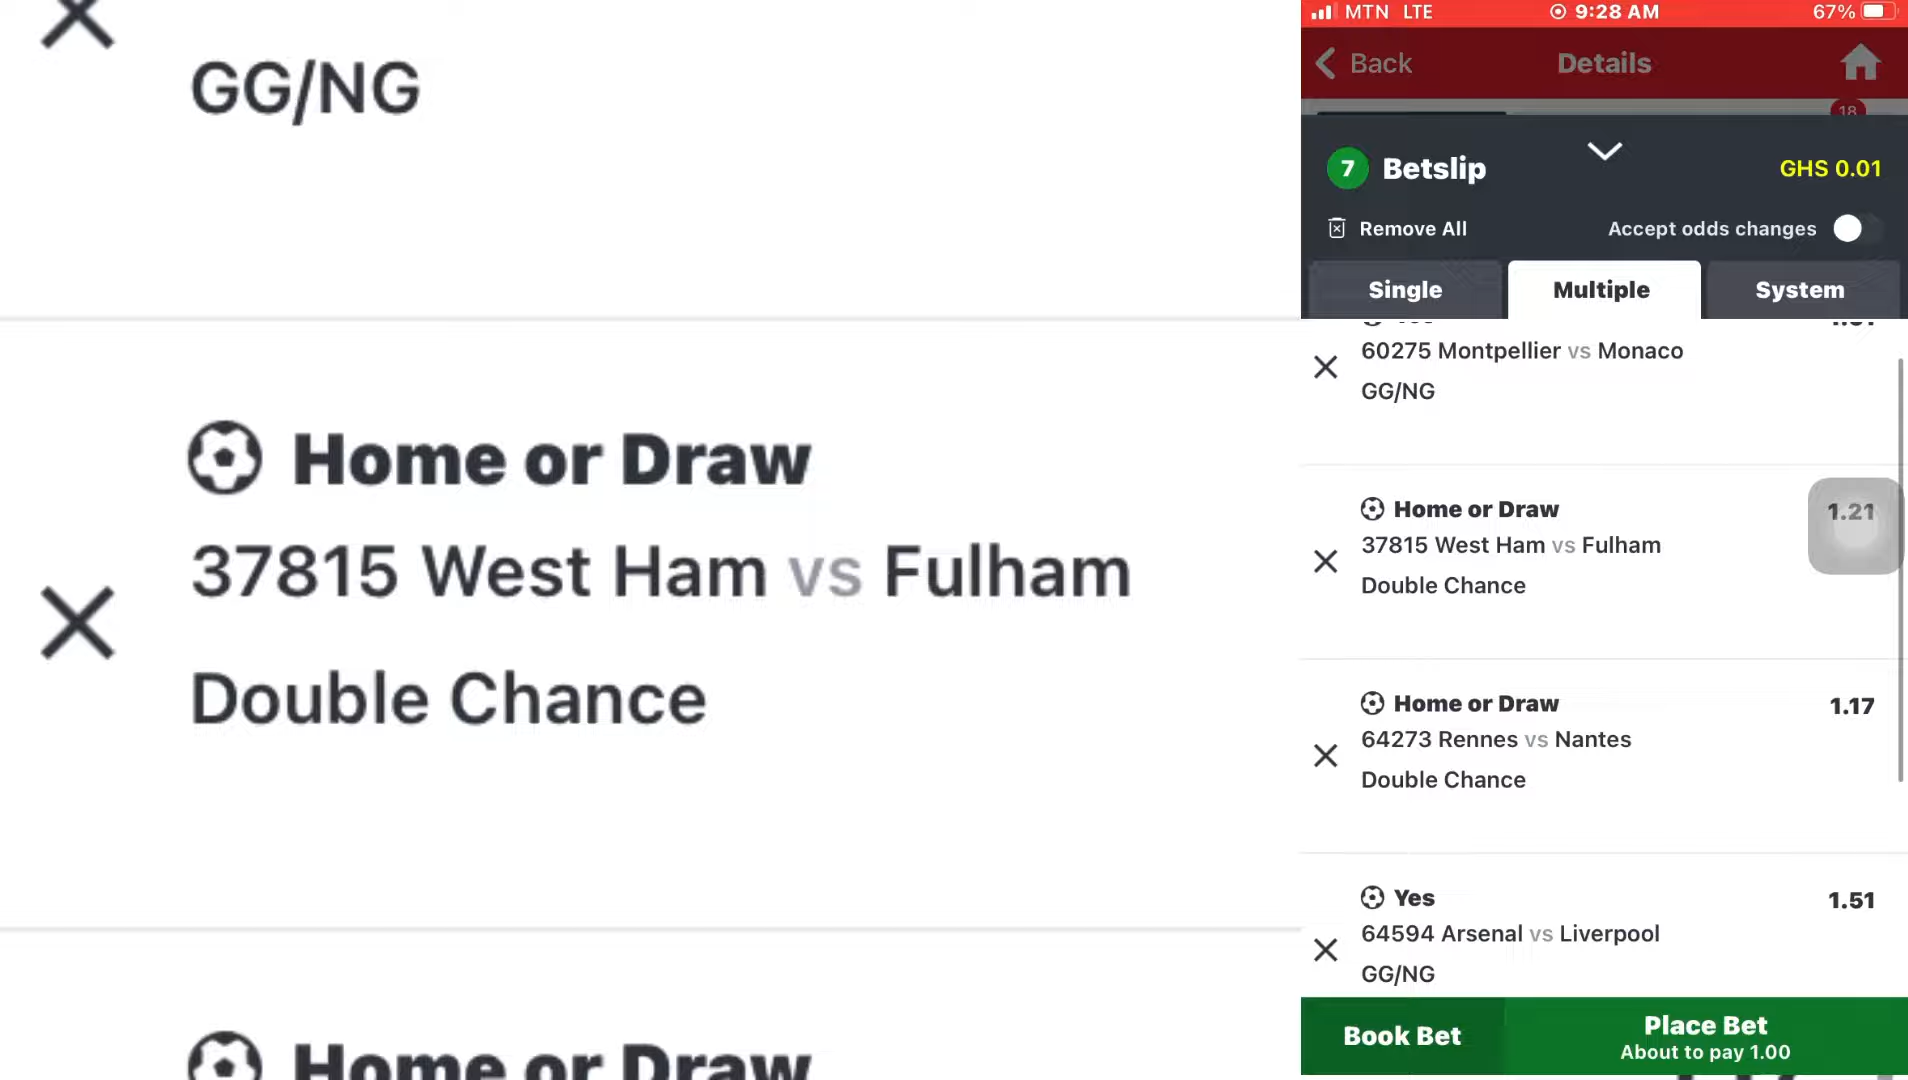 GG/NG
Home or Draw
37815 West Ham vs Fulham
Double Chance
Home or Draw
MTN LTE
9:28 AM
67%
Back
Details
18
7 Betslip
GHS 0.01
Remove All
Accept odds changes
Single
Multiple
System
60275 Montpellier vs Monaco
GG/NG
Home or Draw
1.21
37815 West Ham vs Fulham
Double Chance
Home or Draw
1.17
64273 Rennes vs Nantes
Double Chance
Yes
1.51
64594 Arsenal vs Liverpool
GG/NG
Book Bet
Place Bet
About to pay 1.00